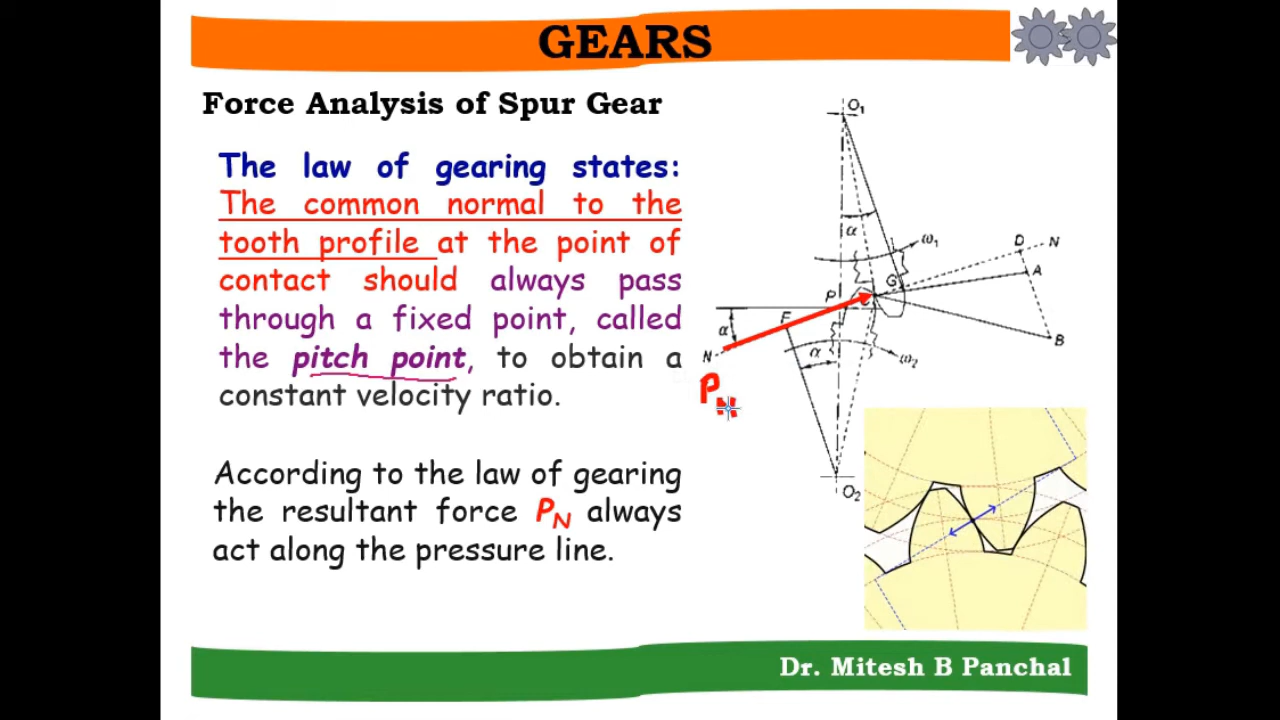 GEARS
Force Analysis of Spur Gear
The law of gearing states:
The common normal to the
tooth profile at the point of
contact should always pass
through a fixed point, called
the pitch point, to obtain a
constant velocity ratio.
According to the law of gearing
the resultant force PN always
act along the pressure line.
O1
α
ω1
D
N
A
G
P
F
α
N
B
α
ω2
PN
O2
Dr. Mitesh B Panchal